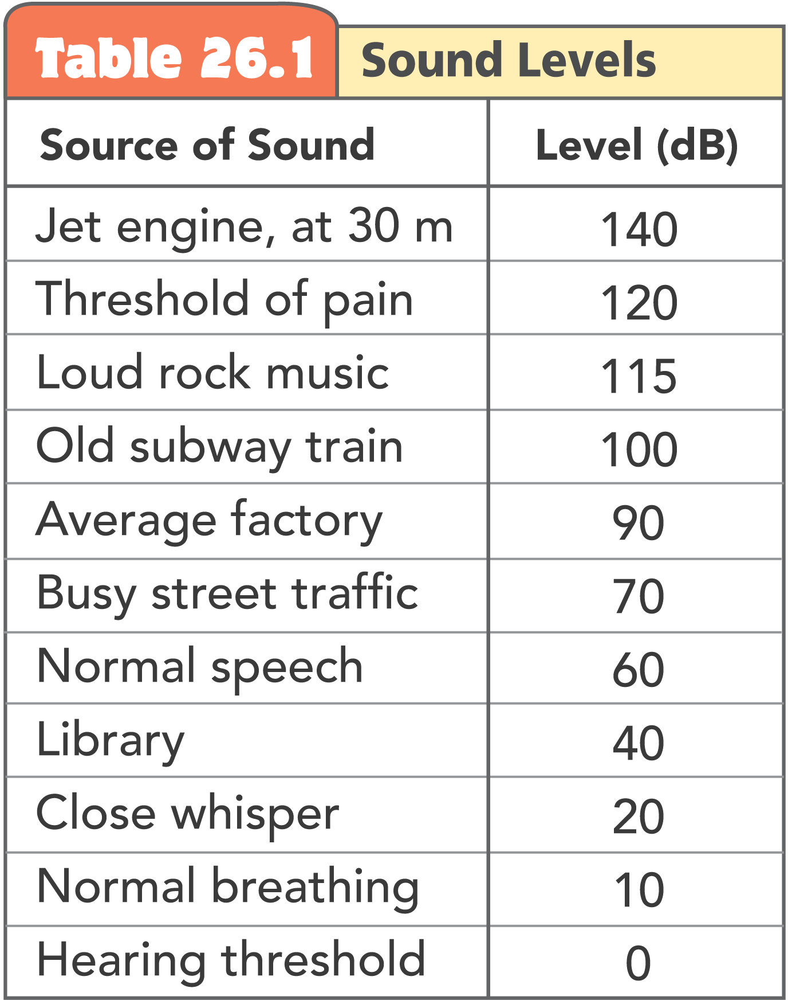 Table 26.1 Sound Levels
Source of Sound Level (dB)
Jet engine, at 30 m 140
Threshold of pain 120
Loud rock music 115
Old subway train 100
Average factory 90
Busy street traffic 70
Normal speech 60
Library 40
Close whisper 20
Normal breathing 10
Hearing threshold 0